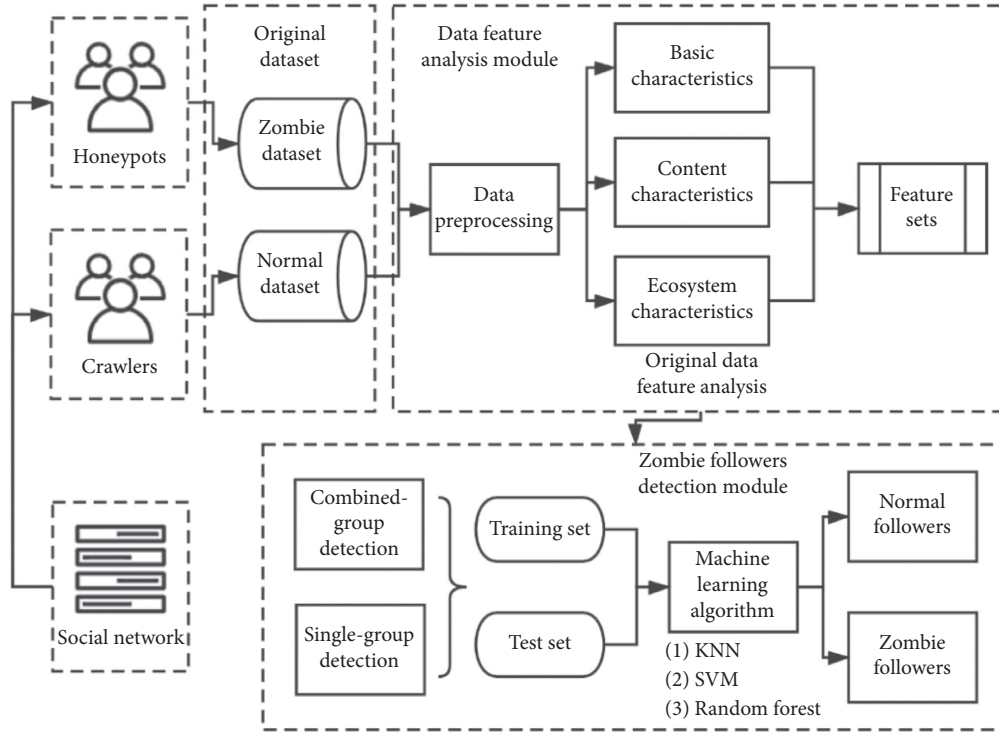 Honeypots
Crawlers
Social network
Original
dataset
Zombie
dataset
Normal
dataset
Data feature
analysis module
Data
preprocessing
Basic
characteristics
Content
characteristics
Ecosystem
characteristics
Original data
feature analysis
Feature
sets
Zombie followers
detection module
Combined-
group detection
Single-group
detection
Training set
Test set
Machine
learning
algorithm
(1) KNN
(2) SVM
(3) Random forest
Normal
followers
Zombie
followers